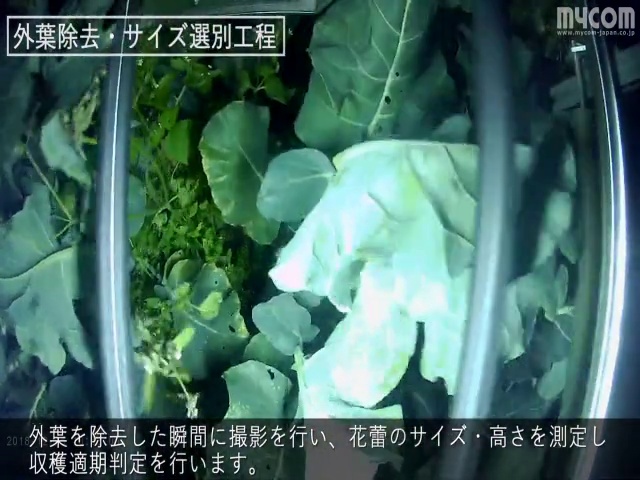 外葉除去・サイズ選別工程
mycom
www.mycom-japan.co.jp
2018
外葉を除去した瞬間に撮影を行い、花蕾のサイズ・高さを測定し
収穫適期判定を行います。